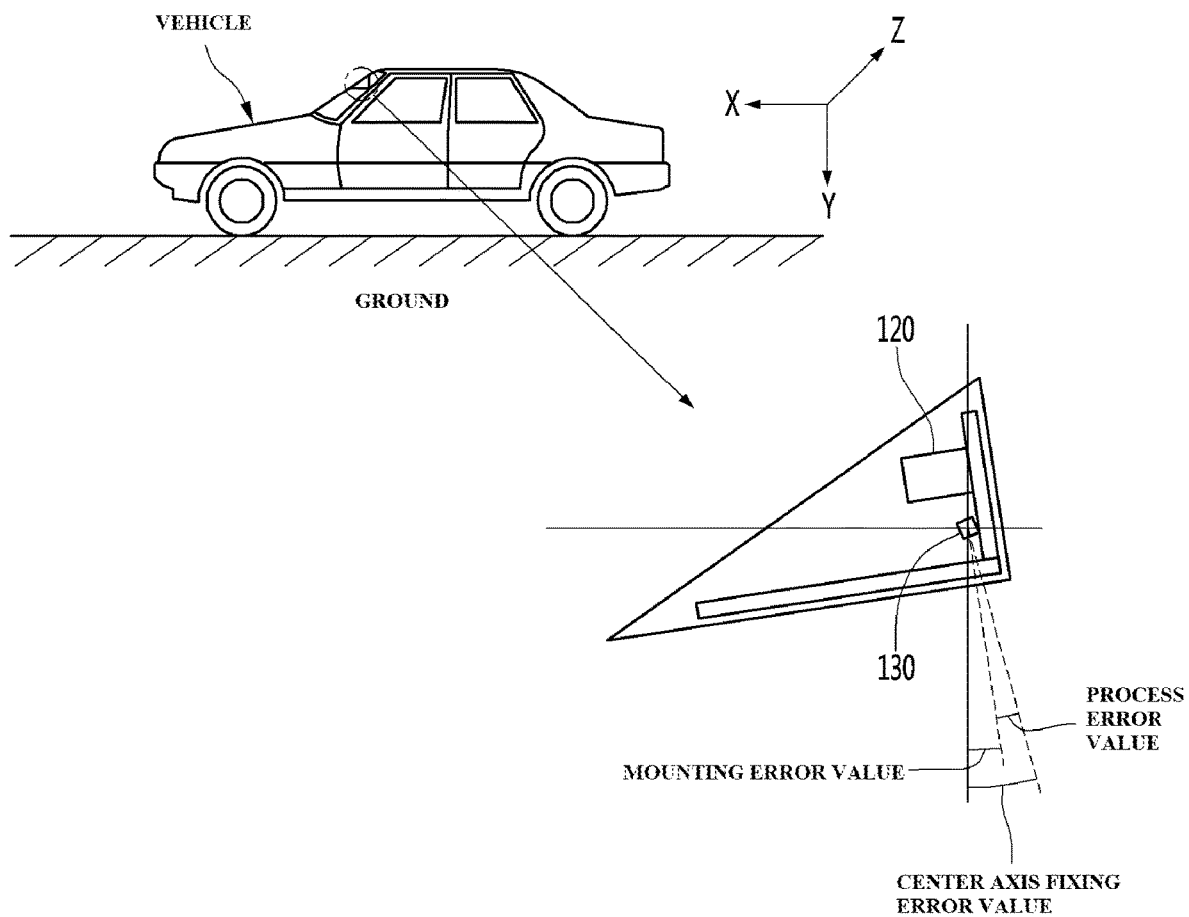 VEHICLE
Z
X
Y
GROUND
120
130
PROCESS
ERROR
VALUE
MOUNTING ERROR VALUE
CENTER AXIS FIXING
ERROR VALUE